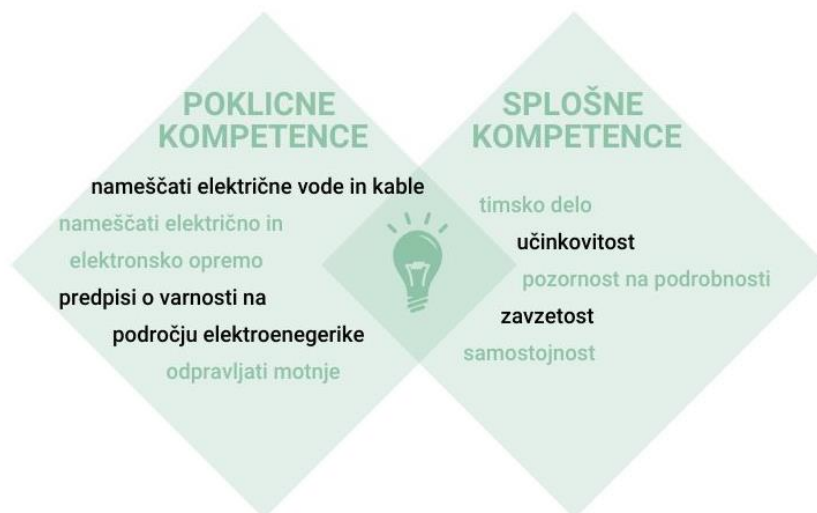 POKLICNE
KOMPETENCE
nameščati električne vode in kable
nameščati električno in
elektronsko opremo
predpisi o varnosti na
področju elektroenegerike
odpravljati motnje
SPLOŠNE
KOMPETENCE
timsko delo
učinkovitost
pozornost na podrobnosti
zavzetost
samostojnost